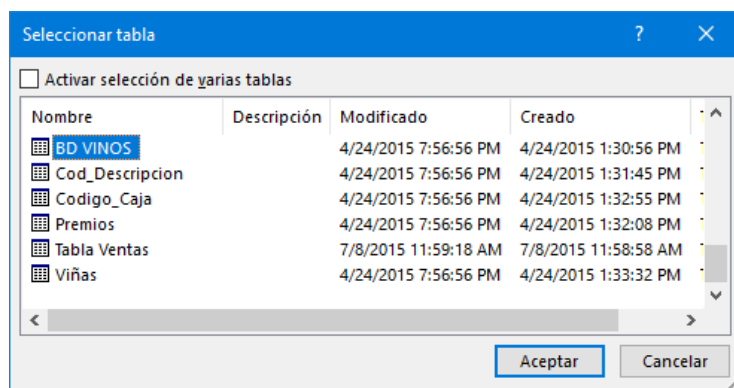 Seleccionar tabla ?
Activar selección de varias tablas
Nombre Descripción Modificado Creado
BD VINOS 4/24/2015 7:56:56 PM 4/24/2015 1:30:56 PM
Cod_Descripcion 4/24/2015 7:56:56 PM 4/24/2015 1:31:45 PM
Codigo_Caja 4/24/2015 7:56:56 PM 4/24/2015 1:32:55 PM
Premios 4/24/2015 7:56:56 PM 4/24/2015 1:32:08 PM
Tabla Ventas 7/8/2015 11:59:18 AM 7/8/2015 11:58:58 AM
Viñas 4/24/2015 7:56:56 PM 4/24/2015 1:33:32 PM
Aceptar Cancelar